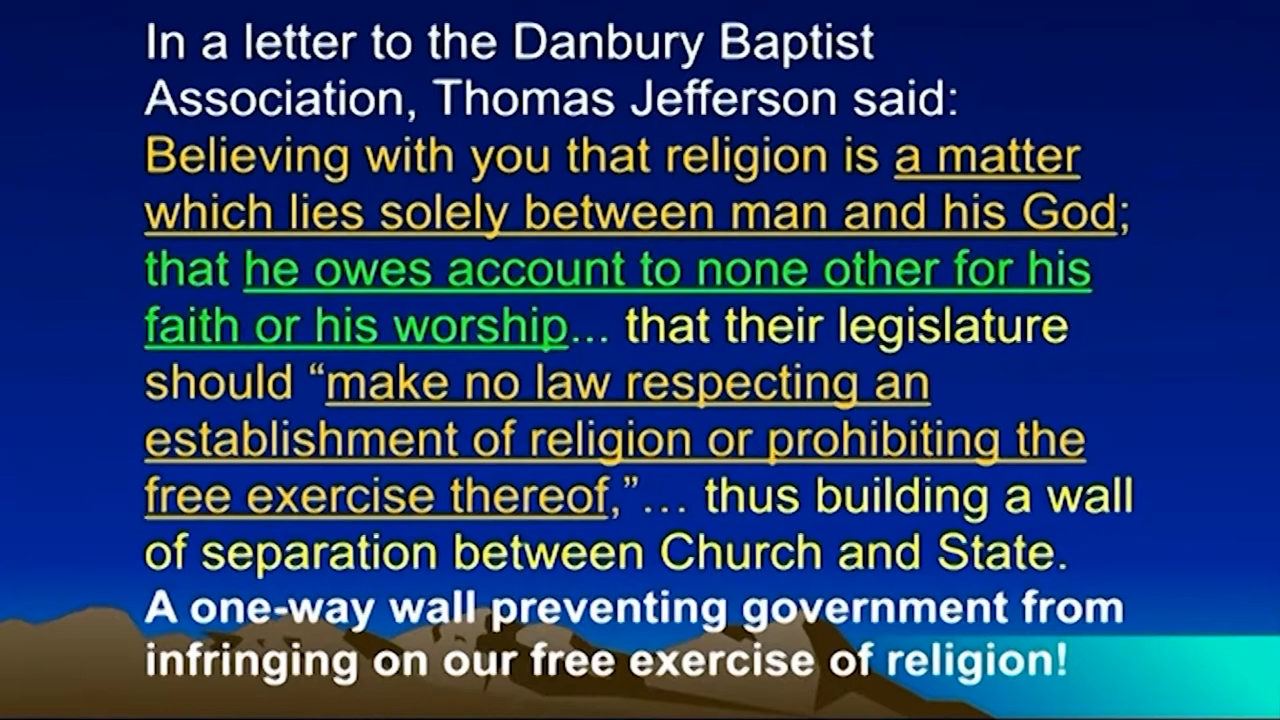 In a letter to the Danbury Baptist
Association, Thomas Jefferson said:
Believing with you that religion is a matter
which lies solely between man and his God;
that he owes account to none other for his
faith or his worship... that their legislature
should “make no law respecting an
establishment of religion or prohibiting the
free exercise thereof,”... thus building a wall
of separation between Church and State.
A one-way wall preventing government from
infringing on our free exercise of religion!